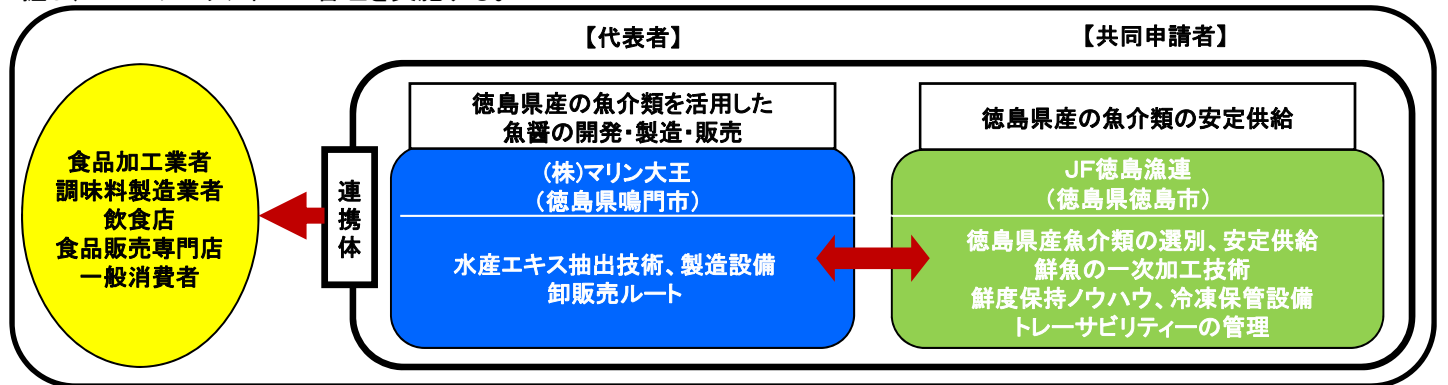 【代表者】
【共同申請者】
徳島県産の魚介類を活用した
魚醤の開発・製造・販売
徳島県産の魚介類の安定供給
食品加工業者
調味料製造業者
飲食店
食品販売専門店
一般消費者
連携体
(株)マリン大王
(徳島県鳴門市)
水産エキス抽出技術、製造設備
卸販売ルート
JF徳島漁連
(徳島県徳島市)
徳島県産魚介類の選別、安定供給
鮮魚の一次加工技術
鮮度保持ノウハウ、冷凍保管設備
トレーサビリティーの管理